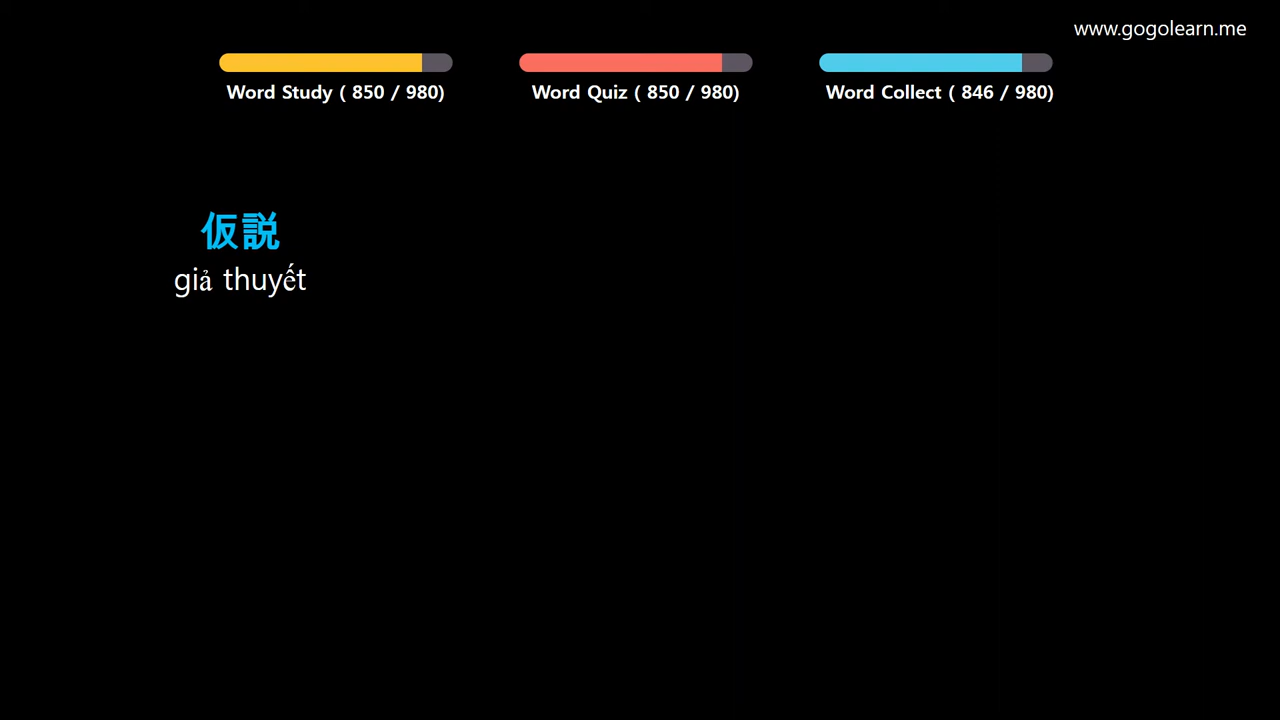 www.gogolearn.me
Word Study ( 850 / 980)
Word Quiz ( 850 / 980)
Word Collect ( 846 / 980)
仮説
giả thuyết